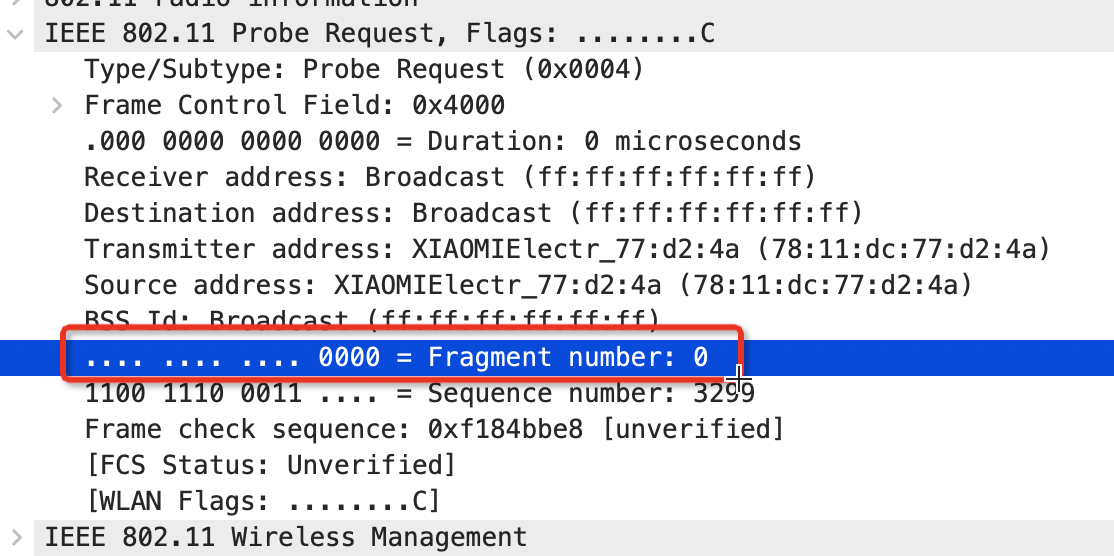 802.11 radio information
IEEE 802.11 Probe Request, Flags: ........C
Type/Subtype: Probe Request (0x0004)
Frame Control Field: 0x4000
.000 0000 0000 0000 = Duration: 0 microseconds
Receiver address: Broadcast (ff:ff:ff:ff:ff:ff)
Destination address: Broadcast (ff:ff:ff:ff:ff:ff)
Transmitter address: XIAOMIElectr_77:d2:4a (78:11:dc:77:d2:4a)
Source address: XIAOMIElectr_77:d2:4a (78:11:dc:77:d2:4a)
BSS Id: Broadcast (ff:ff:ff:ff:ff:ff)
.... .... .... 0000 = Fragment number: 0
1100 1110 0011 .... = Sequence number: 3299
Frame check sequence: 0xf184bbe8 [unverified]
[FCS Status: Unverified]
[WLAN Flags: ........C]
IEEE 802.11 Wireless Management